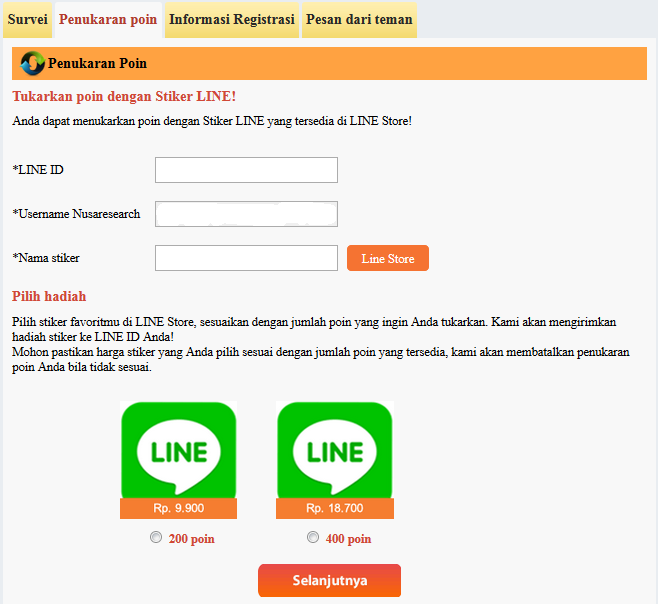 Survei Penukaran poin Informasi Registrasi Pesan dari teman
Penukaran Poin
Tukarkan poin dengan Stiker LINE!
Anda dapat menukarkan poin dengan Stiker LINE yang tersedia di LINE Store!
*LINE ID
*Username Nusaresearch
*Nama stiker Line Store
Pilih hadiah
Pilih stiker favoritmu di LINE Store, sesuaikan dengan jumlah poin yang ingin Anda tukarkan. Kami akan mengirimkan
hadiah stiker ke LINE ID Anda!
Mohon pastikan harga stiker yang Anda pilih sesuai dengan jumlah poin yang tersedia, kami akan membatalkan penukaran
poin Anda bila tidak sesuai.
LINE LINE
Rp. 9.900 Rp. 18.700
200 poin 400 poin
Selanjutnya